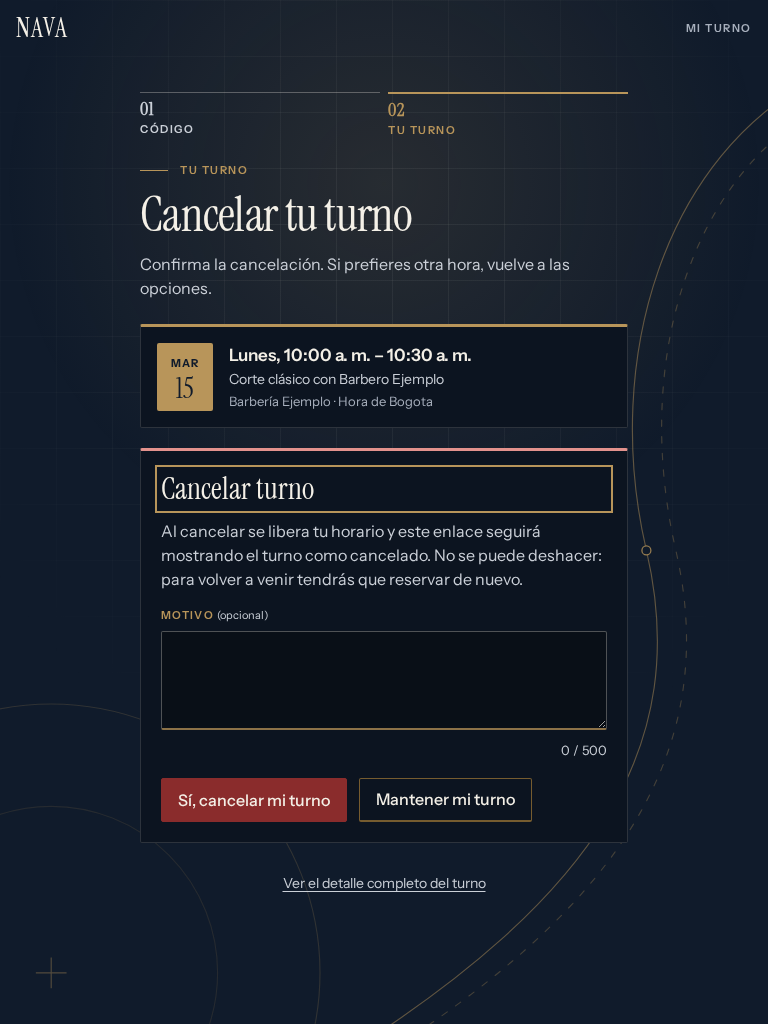 NAVA
MI TURNO
01
CÓDIGO
02
TU TURNO
TU TURNO
Cancelar tu turno
Confirma la cancelación. Si prefieres otra hora, vuelve a las
opciones.
MAR
15
Lunes, 10:00 a. m. – 10:30 a. m.
Corte clásico con Barbero Ejemplo
Barbería Ejemplo · Hora de Bogota
Cancelar turno
Al cancelar se libera tu horario y este enlace seguirá
mostrando el turno como cancelado. No se puede deshacer:
para volver a venir tendrás que reservar de nuevo.
MOTIVO (opcional)
0 / 500
Sí, cancelar mi turno
Mantener mi turno
Ver el detalle completo del turno